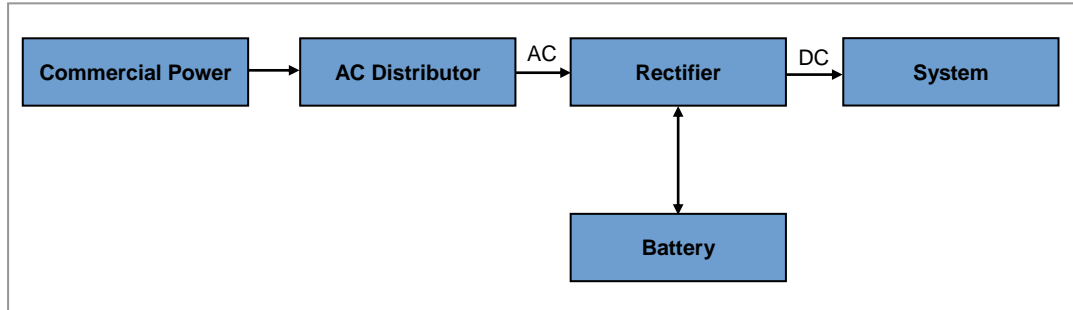 Commercial Power
AC Distributor
AC
Rectifier
DC
System
Battery